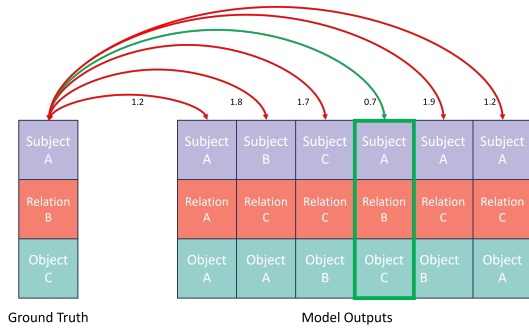 1.2
1.8
1.7
0.7
1.9
1.2
Subject
A
Subject
A
Subject
B
Subject
C
Subject
A
Subject
A
Subject
A
Relation
B
Relation
A
Relation
C
Relation
C
Relation
B
Relation
C
Relation
C
Object
C
Object
A
Object
A
Object
B
Object
C
Object
B
Object
A
Ground Truth
Model Outputs